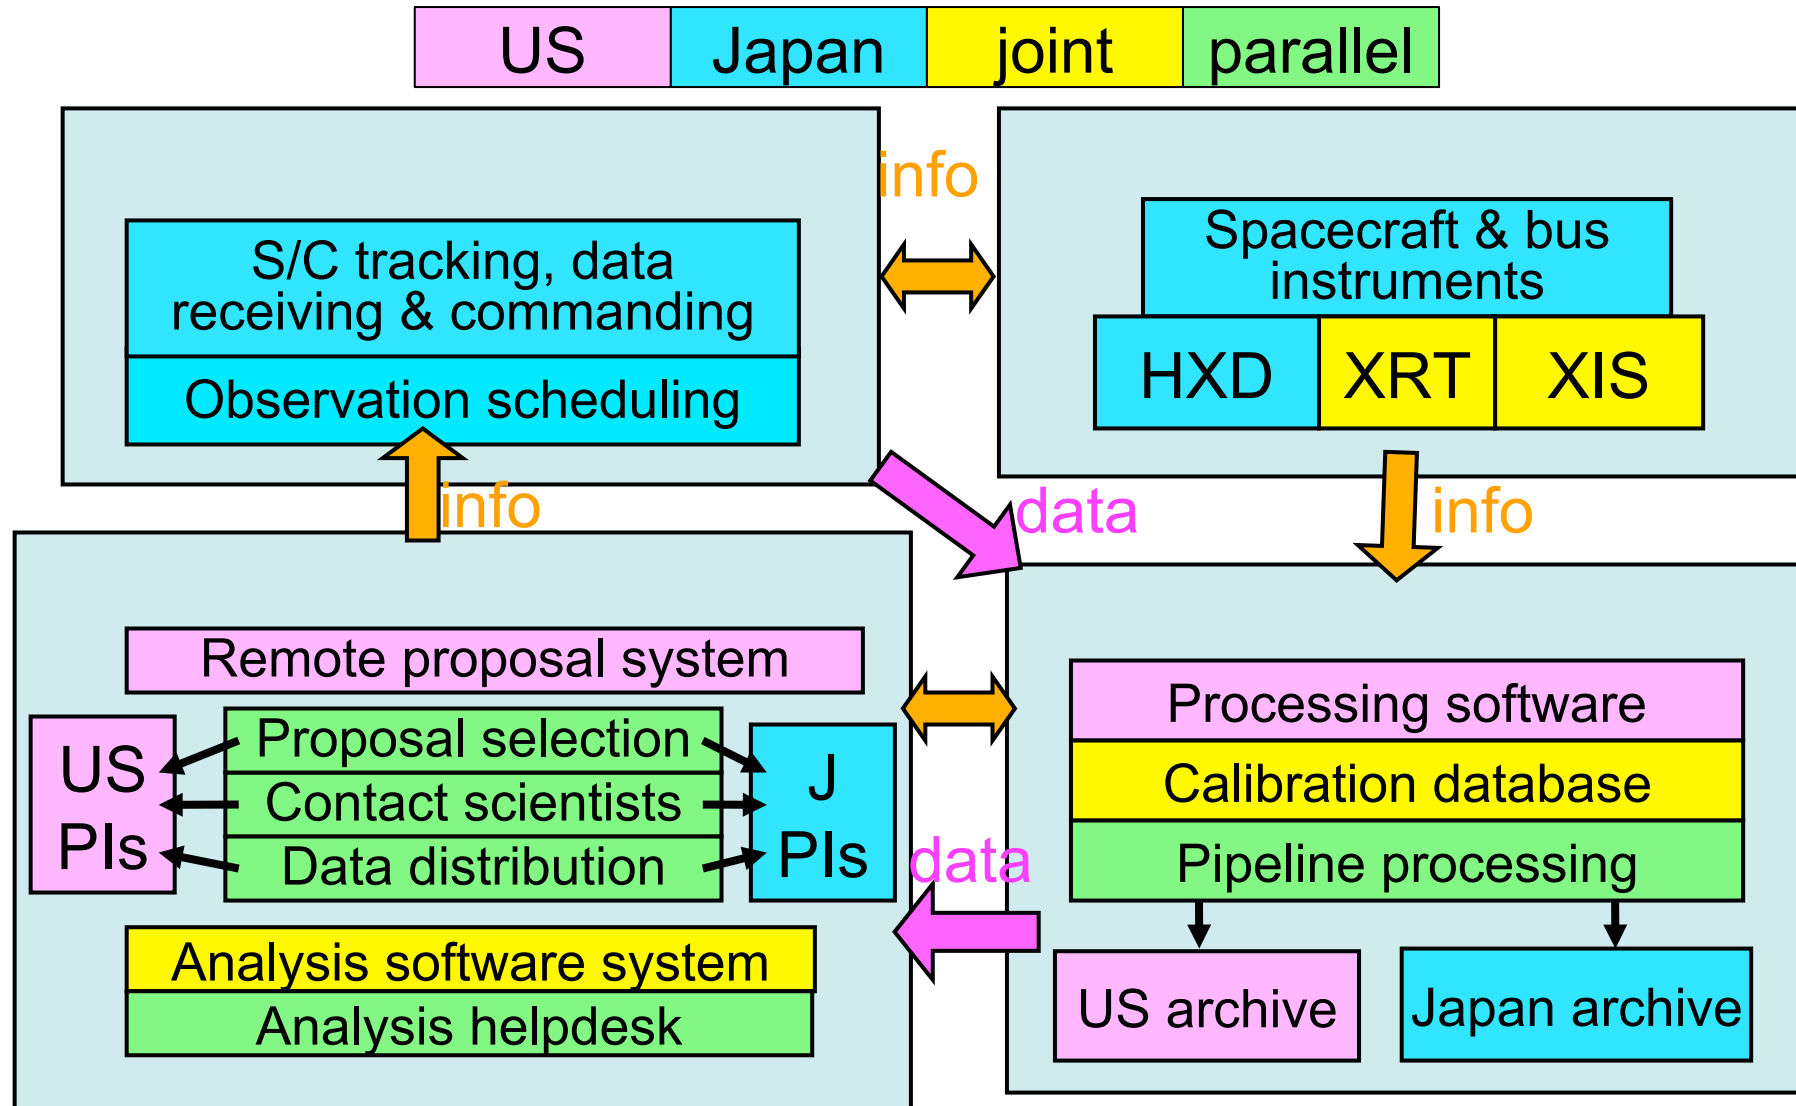 US Japan joint parallel
info
S/C tracking, data
receiving & commanding
Observation scheduling
Spacecraft & bus
instruments
HXD XRT XIS
info
data
info
Remote proposal system
US
PIs
Proposal selection
Contact scientists
Data distribution
J
PIs
Analysis software system
Analysis helpdesk
data
Processing software
Calibration database
Pipeline processing
US archive
Japan archive